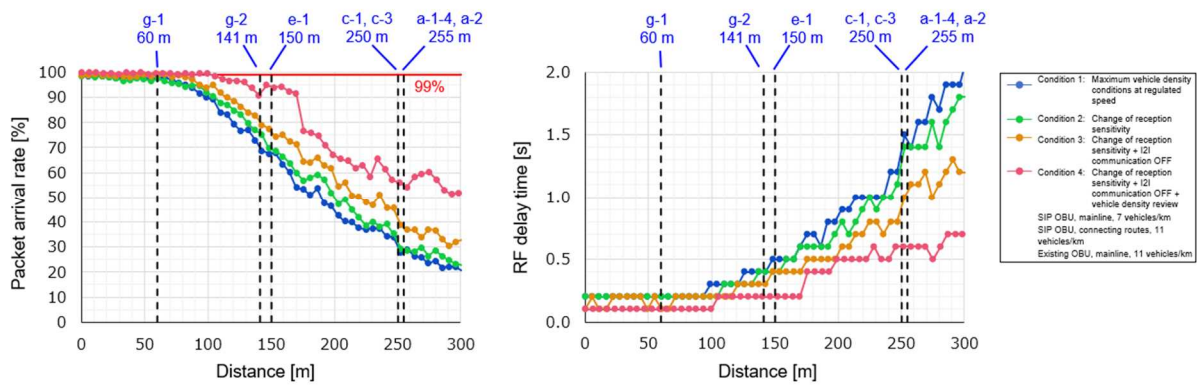 g-1
60 m
g-2
141 m
e-1
150 m
c-1, c-3
250 m
a-1-4, a-2
255 m
Packet arrival rate [%]
100
90
80
70
60
50
40
30
20
10
0
99%
0
50
100
150
200
250
300
Distance [m]
g-1
60 m
g-2
141 m
e-1
150 m
c-1, c-3
250 m
a-1-4, a-2
255 m
RF delay time [s]
2.0
1.5
1.0
0.5
0.0
0
50
100
150
200
250
300
Distance [m]
Condition 1: Maximum vehicle density
conditions at regulated
speed
Condition 2: Change of reception
sensitivity
Condition 3: Change of reception
sensitivity + I2I
communication OFF
Condition 4: Change of reception
sensitivity + I2I
communication OFF +
vehicle density review
SIP OBU, mainline, 7 vehicles/km
SIP OBU, connecting routes, 11
vehicles/km
Existing OBU, mainline, 11 vehicles/km